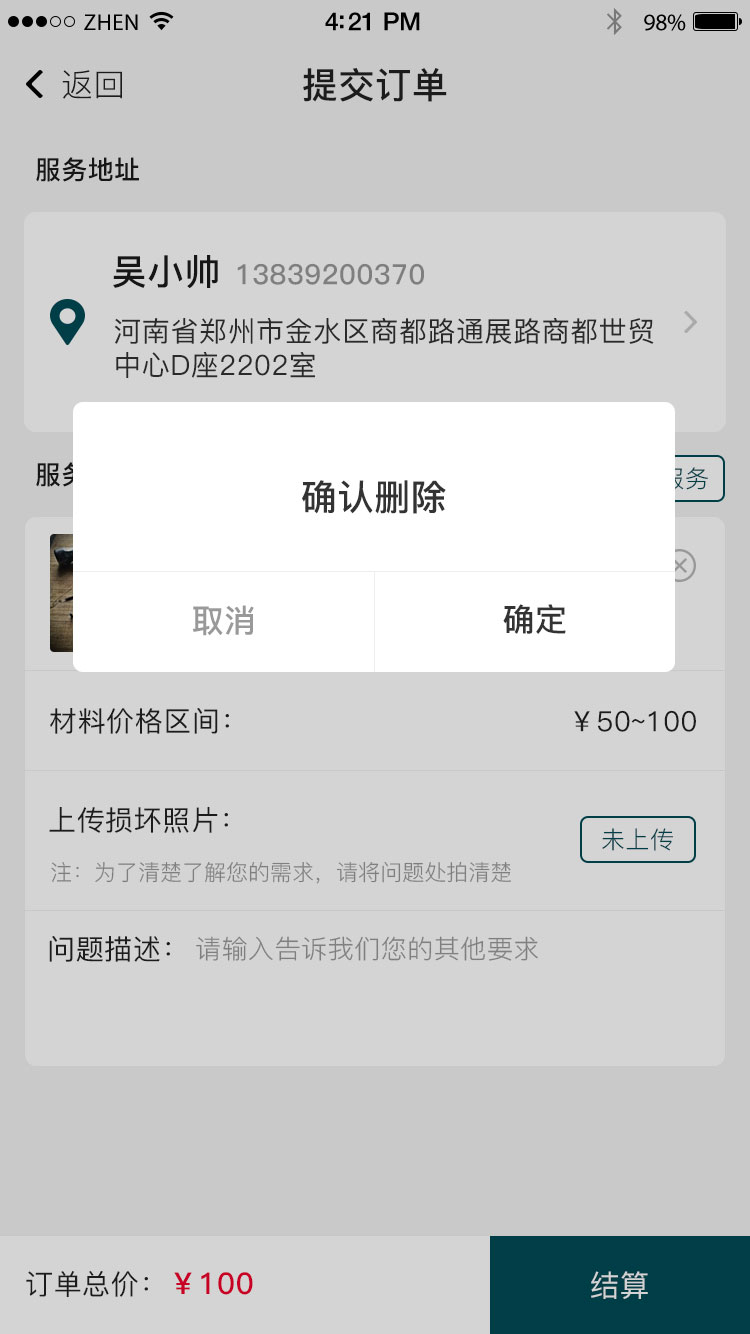 ZHEN 4:21 PM 98%
返回 提交订单
服务地址
吴小帅 13839200370
河南省郑州市金水区商都路通展路商都世贸
中心D座2202室
服务 服务
确认删除
取消 确定
材料价格区间： ¥ 50~100
上传损坏照片：
未上传
注：为了清楚了解您的需求，请将问题处拍清楚
问题描述： 请输入告诉我们您的其他要求
订单总价： ¥ 100 结算